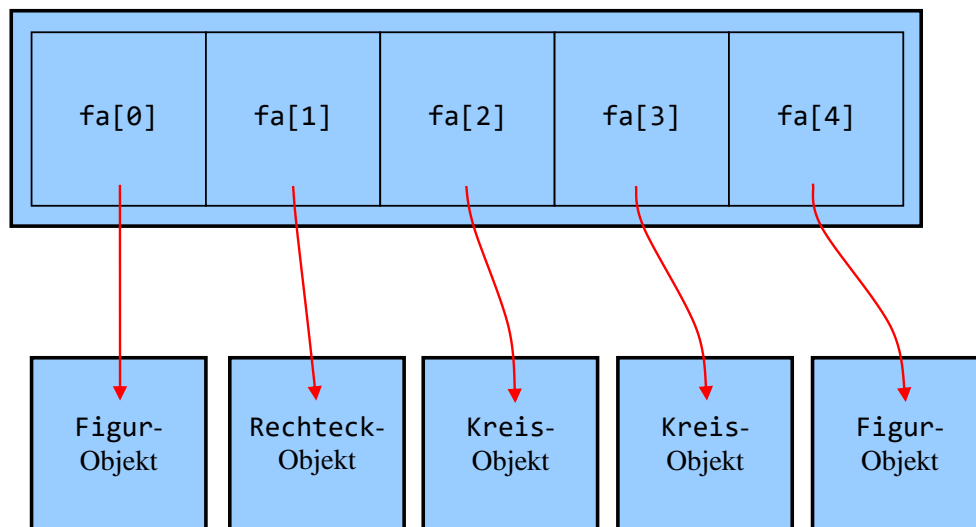 fa[0] fa[1] fa[2] fa[3] fa[4]
Figur-
Objekt
Rechteck-
Objekt
Kreis-
Objekt
Kreis-
Objekt
Figur-
Objekt